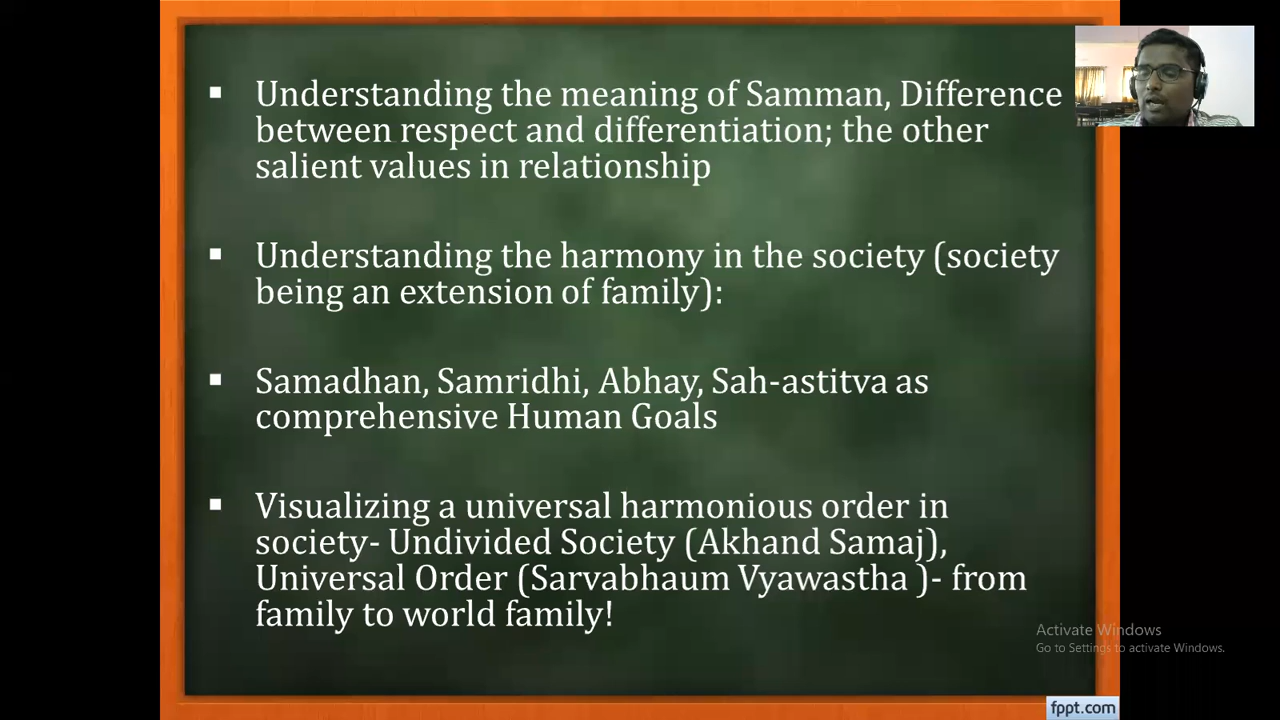 ▪ Understanding the meaning of Samman, Difference
between respect and differentiation; the other
salient values in relationship
▪ Understanding the harmony in the society (society
being an extension of family):
▪ Samadhan, Samridhi, Abhay, Sah-astitva as
comprehensive Human Goals
▪ Visualizing a universal harmonious order in
society- Undivided Society (Akhand Samaj),
Universal Order (Sarvabhaum Vyawastha )- from
family to world family!
Activate Windows
Go to Settings to activate Windows.
fppt.com